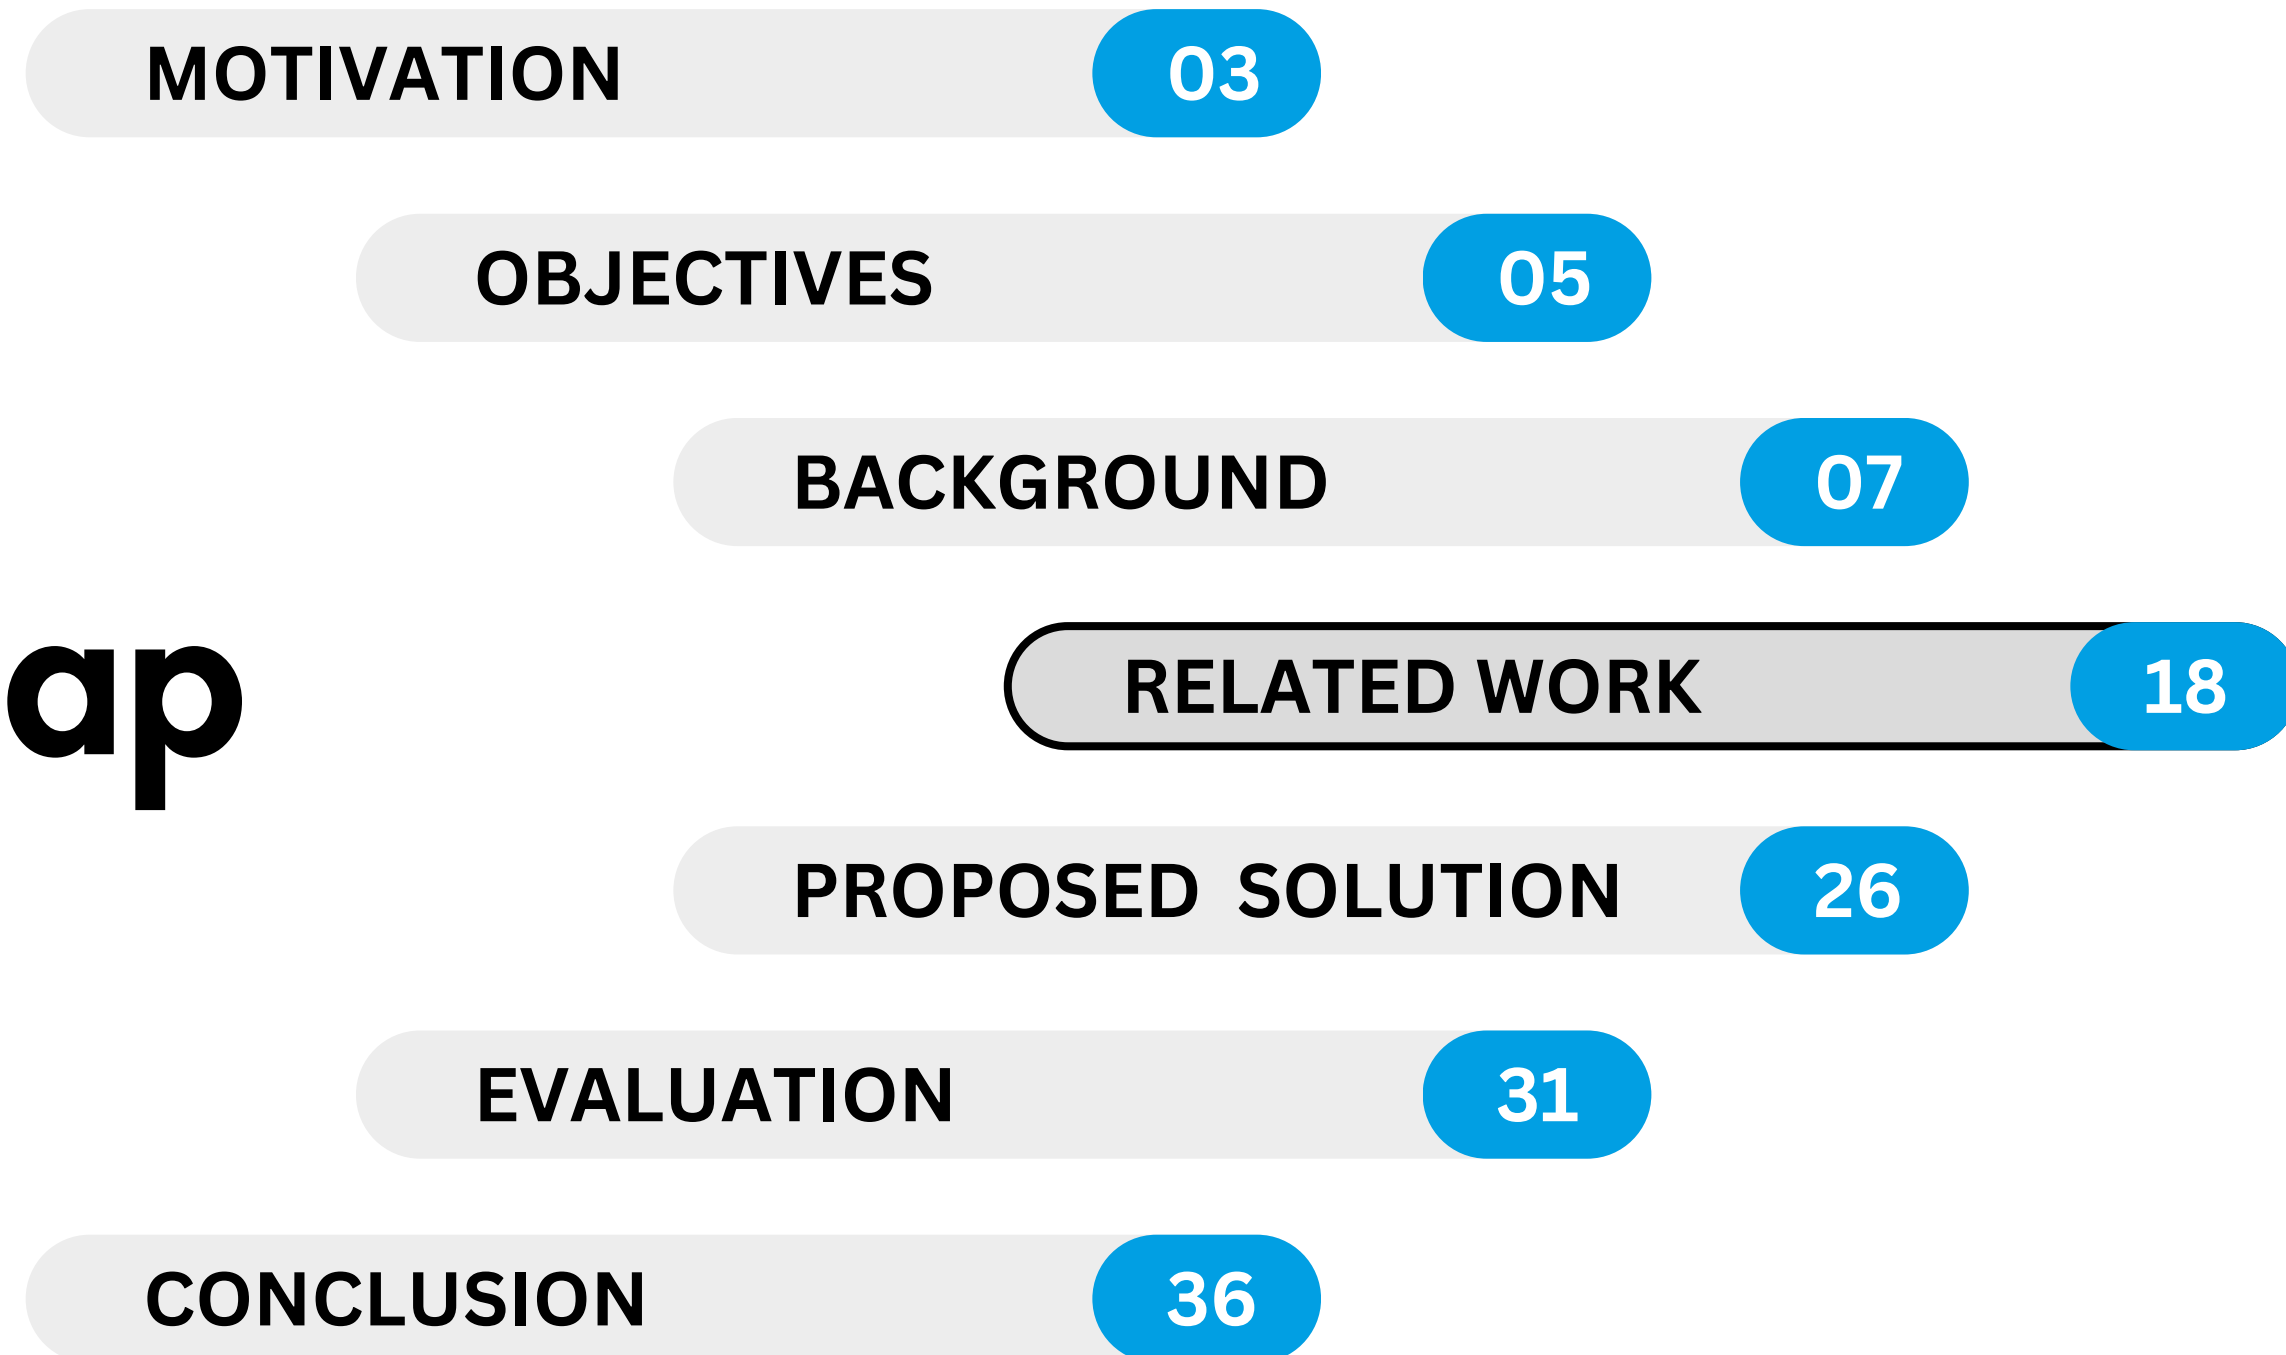 MOTIVATION 03
OBJECTIVES 05
BACKGROUND 07
ap
RELATED WORK 18
PROPOSED SOLUTION 26
EVALUATION 31
CONCLUSION 36